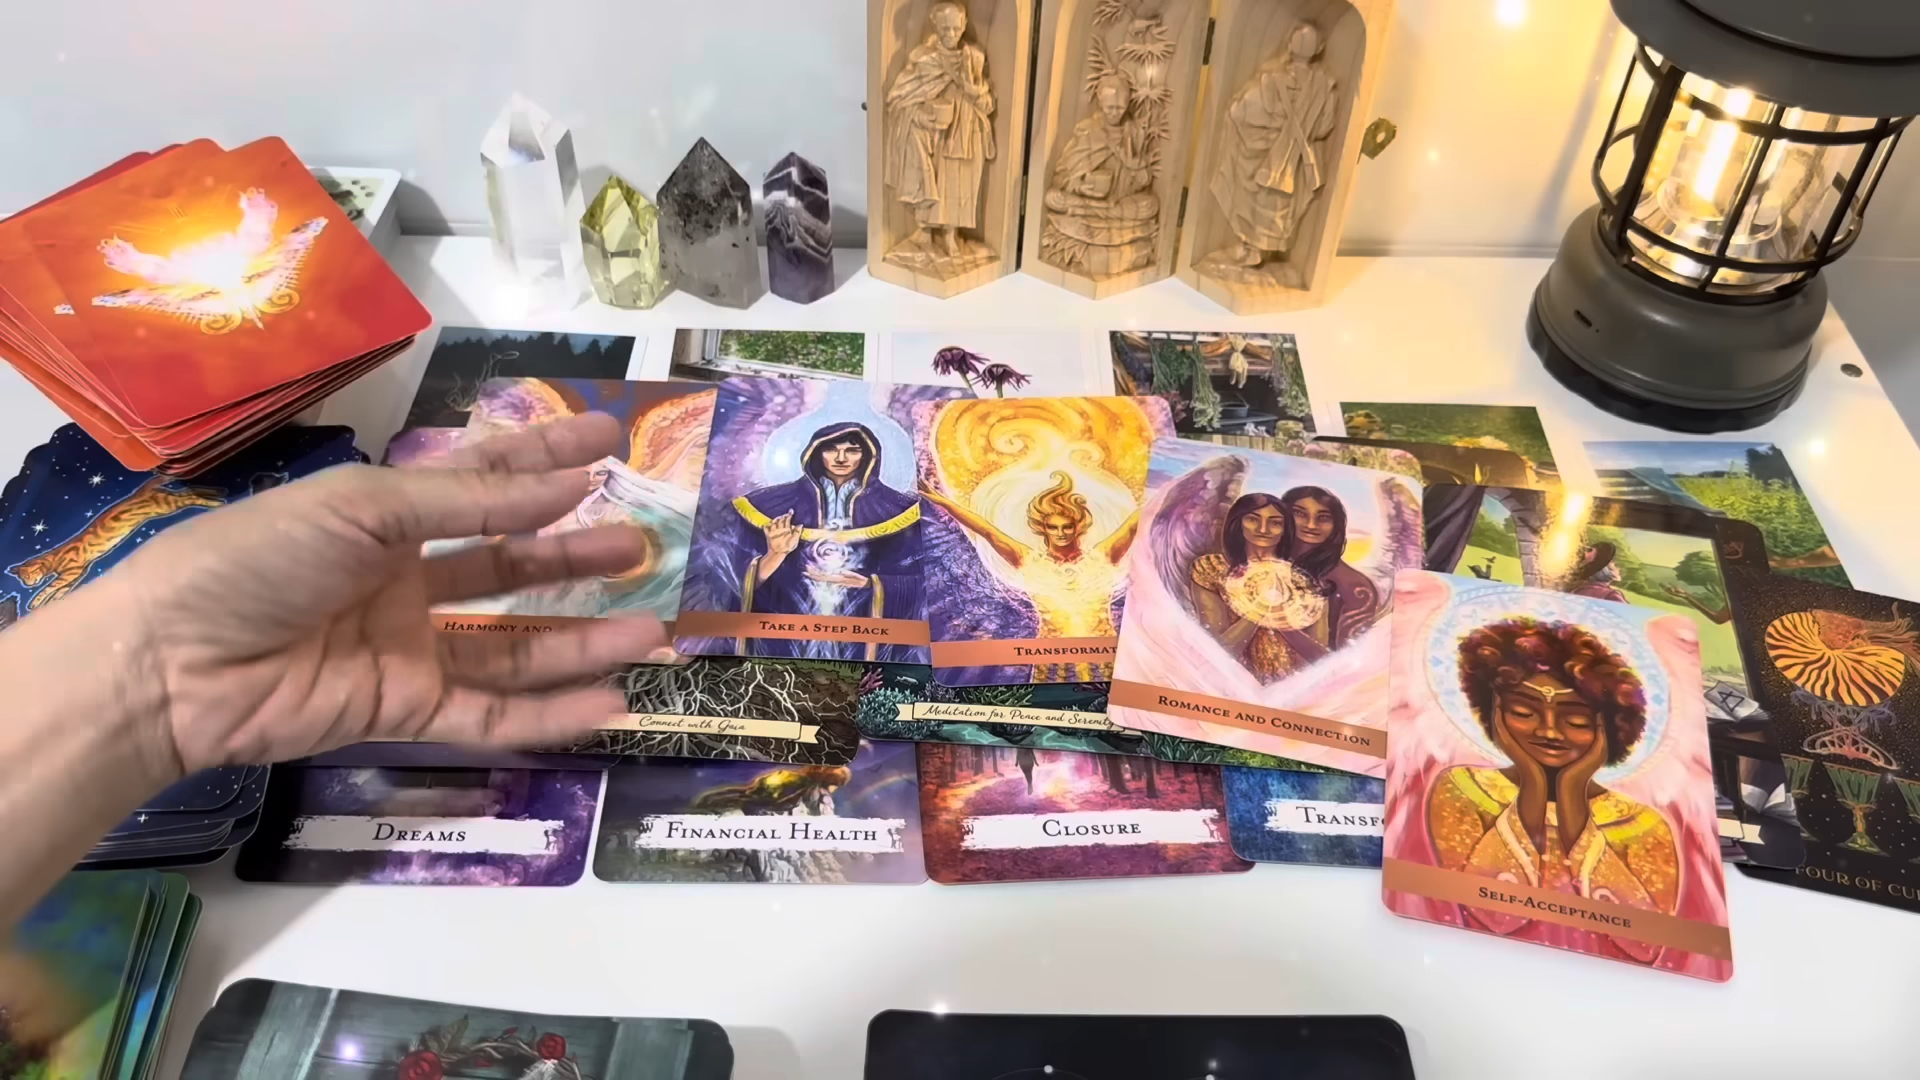 HARMONY AND
TAKE A STEP BACK
TRANSFORMAT
ROMANCE AND CONNECTION
SELF-ACCEPTANCE
Connect with Gaia
Meditation for Peace and Serenity
DREAMS
FINANCIAL HEALTH
CLOSURE
TRANSF
FOUR OF CU